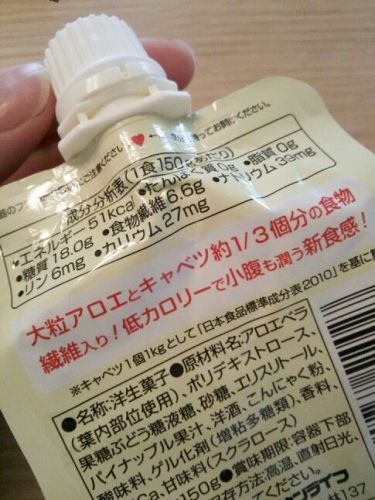 成分分析表(1食150gあたり)
●エネルギー51kcal ●たんぱく質0g ●脂質0g
●糖質18.0g ●食物繊維6.6g ●ナトリウム39mg
●リン6mg ●カリウム27mg
大粒アロエとキャベツ約1/3個分の食物
繊維入り!低カロリーで小腹も潤う新食感!
※キャベツ1個1kgとして「日本食品標準成分表2010」を基に
●名称:洋生菓子●原材料名:アロエベラ
(葉内部位使用)、ポリデキストロース、
果糖ぶどう糖液糖、砂糖、エリスリトール、
パイナップル果汁、洋酒、こんにゃく粉、
酸味料、ゲル化剤(増粘多糖類)、香料、
Ca、甘味料(スクラロース)
150g●賞味期限:容器下部
存方法:高温、直射日光、
37